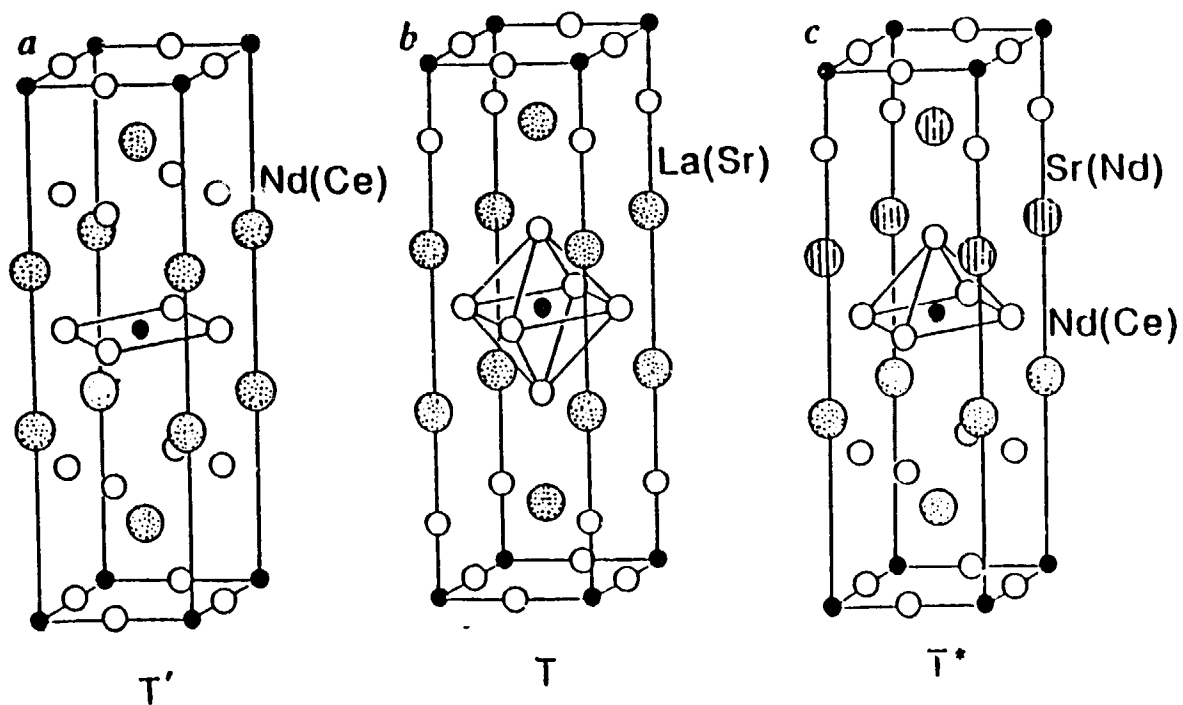 a
b
c
Nd(Ce)
La(Sr)
Sr(Nd)
Nd(Ce)
T′
T
T*